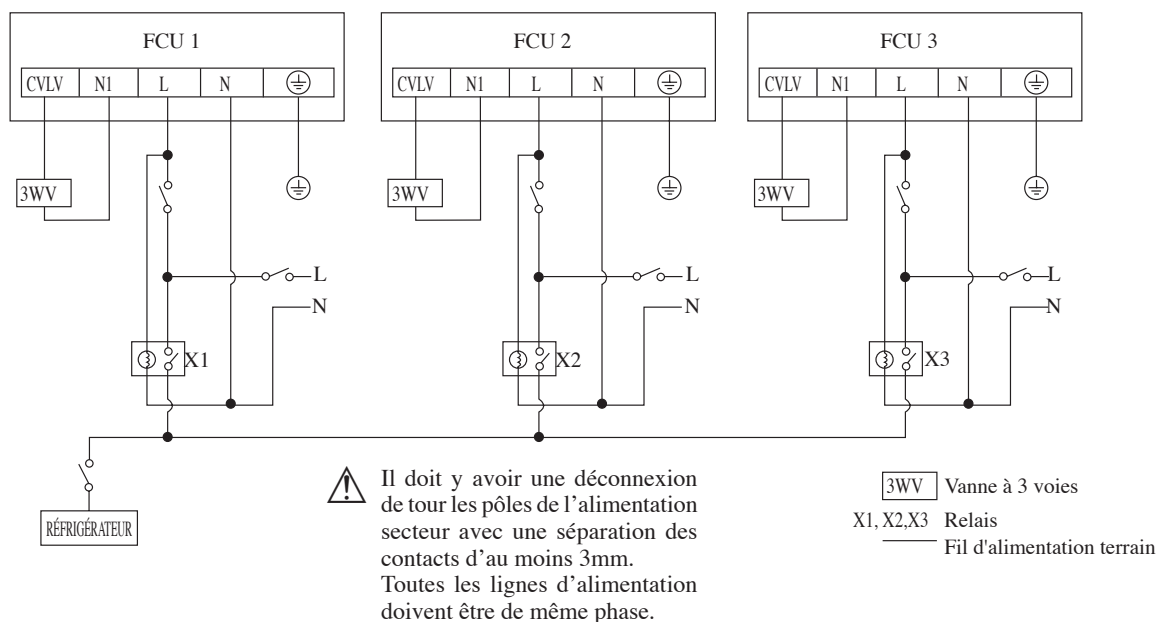 FCU 1
FCU 2
FCU 3
CVLV N1 L N
CVLV N1 L N
CVLV N1 L N
3WV
3WV
3WV
L
L
L
N
N
N
X1
X2
X3
Il doit y avoir une déconnexion
de tour les pôles de l’alimentation
secteur avec une séparation des
contacts d’au moins 3mm.
Toutes les lignes d’alimentation
doivent être de même phase.
RÉFRIGÉRATEUR
3WV Vanne à 3 voies
X1, X2,X3 Relais
Fil d'alimentation terrain